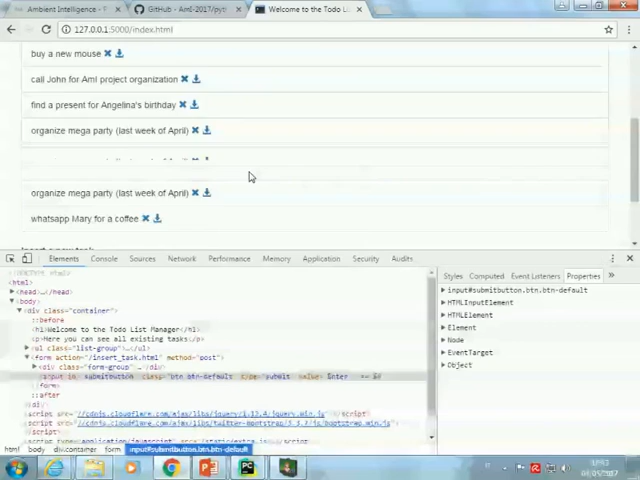 Ambient Intelligence -
GitHub - AmI-2017/pyt
Welcome to the Todo L
127.0.0.1:5000/index.html
buy a new mouse
call John for AmI project organization
find a present for Angelina's birthday
organize mega party (last week of April)
organize mega party (last week of April)
whatsapp Mary for a coffee
Elements Console Sources Network Performance Memory Application Security Audits
Styles Computed Event Listeners Properties »
<!DOCTYPE html>
<html>
<head>…</head>
<body>
<div class="container">
::before
<h1>Welcome to the Todo List Manager</h1>
<p>Here you can see all existing tasks</p>
<ul class="list-group">…</ul>
<form action="/insert_task.html" method="post">
<div class="form-group">…</div>
::after
input#submitbutton.btn.btn-default
HTMLInputElement
HTMLElement
Element
Node
EventTarget
Object
html body div.container form input#submitbutton.btn.btn-default